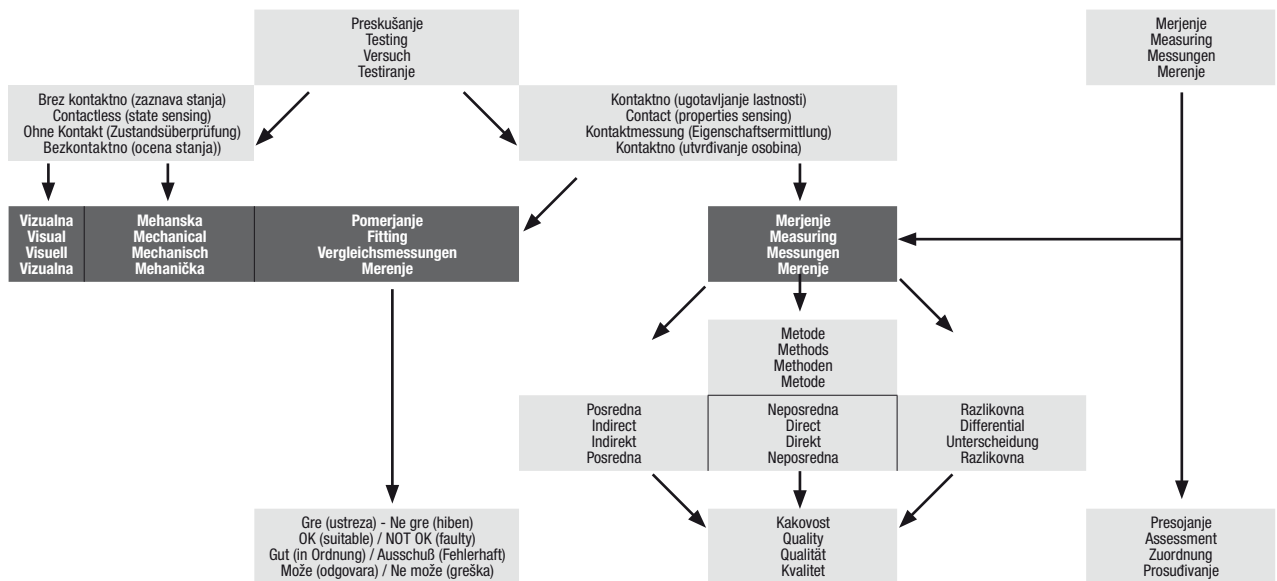 Preskušanje
Testing
Versuch
Testiranje
Merjenje
Measuring
Messungen
Merenje
Brez kontaktno (zaznava stanja)
Contactless (state sensing)
Ohne Kontakt (Zustandsüberprüfung)
Bezkontaktno (ocena stanja))
Kontaktno (ugotavljanje lastnosti)
Contact (properties sensing)
Kontaktmessung (Eigenschaftsermittlung)
Kontaktno (utvrđivanje osobina)
Vizualna
Visual
Visuell
Vizualna
Mehanska
Mechanical
Mechanisch
Mehanička
Pomerjanje
Fitting
Vergleichsmessungen
Merenje
Merjenje
Measuring
Messungen
Merenje
Metode
Methods
Methoden
Metode
Posredna
Indirect
Indirekt
Posredna
Neposredna
Direct
Direkt
Neposredna
Razlikovna
Differential
Unterscheidung
Razlikovna
Gre (ustreza) - Ne gre (hiben)
OK (suitable) / NOT OK (faulty)
Gut (in Ordnung) / Ausschuß (Fehlerhaft)
Može (odgovara) / Ne može (greška)
Kakovost
Quality
Qualität
Kvalitet
Presojanje
Assessment
Zuordnung
Prosuđivanje